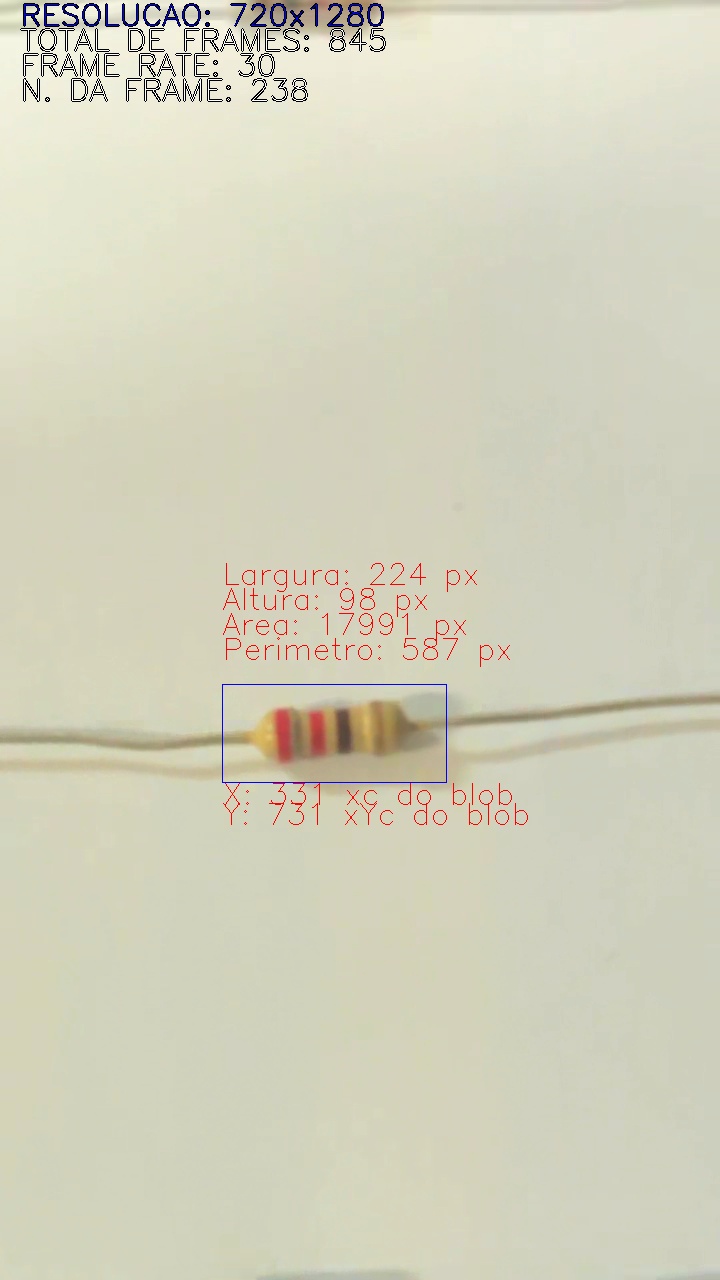 RESOLUCAO: 720x1280
TOTAL DE FRAMES: 845
FRAME RATE: 30
N. DA FRAME: 238
Largura: 224 px
Altura: 98 px
Area: 17991 px
Perimetro: 587 px
X: 331 xc do blob
Y: 731 xYc do blob